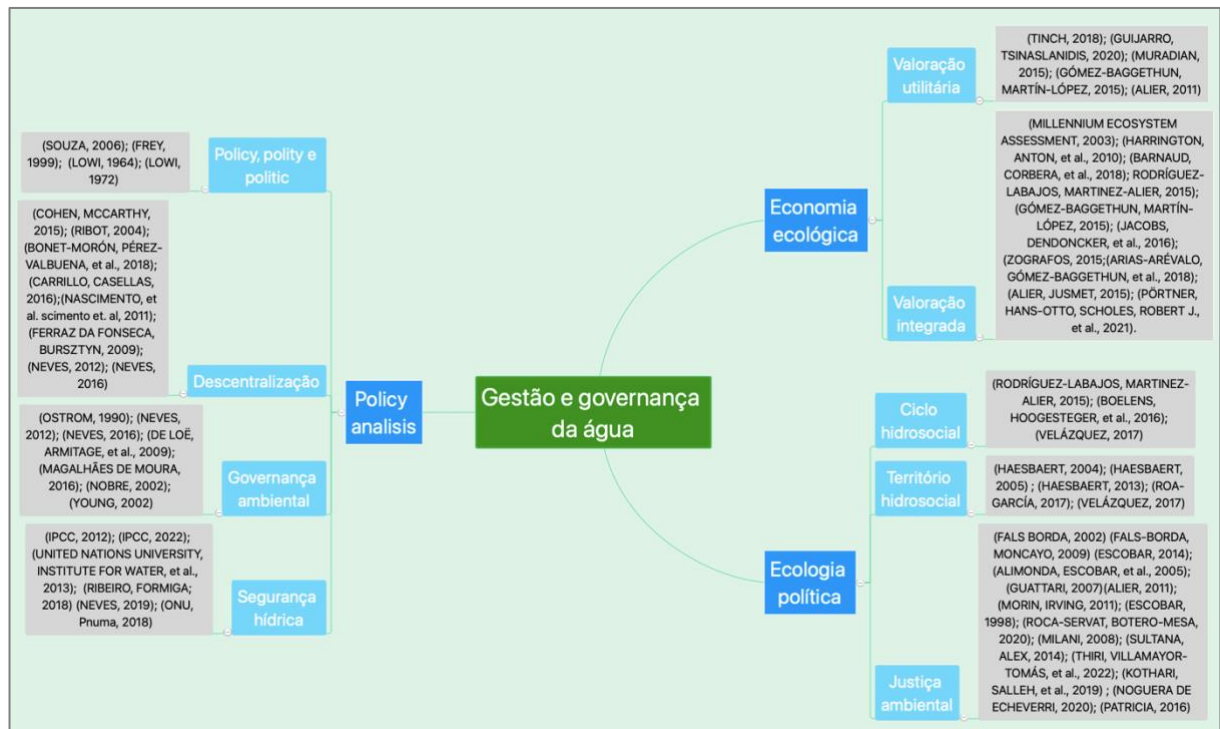 Gestão e governança
da água
Policy
analisis
Policy, polity e
politic
(SOUZA, 2006); (FREY,
1999); (LOWI, 1964); (LOWI,
1972)
Descentralização
(COHEN, MCCARTHY,
2015); (RIBOT, 2004);
(BONET-MORÓN, PÉREZ-
VALBUENA, et al., 2018);
(CARRILLO, CASELLAS,
2016);(NASCIMENTO, et
al. scimento et. al, 2011);
(FERRAZ DA FONSECA,
BURSZTYN, 2009);
(NEVES, 2012); (NEVES,
2016)
Governança
ambiental
(OSTROM, 1990); (NEVES,
2012); (NEVES, 2016); (DE LOË,
ARMITAGE, et al., 2009);
(MAGALHÃES DE MOURA,
2016); (NOBRE, 2002);
(YOUNG, 2002)
Segurança
hídrica
(IPCC, 2012); (IPCC, 2022);
(UNITED NATIONS UNIVERSITY,
INSTITUTE FOR WATER, et al.,
2013); (RIBEIRO, FORMIGA;
2018) (NEVES, 2019); (ONU,
Pnuma, 2018)
Economia
ecológica
Valoração
utilitária
(TINCH, 2018); (GUIJARRO,
TSINASLANIDIS, 2020); (MURADIAN,
2015); (GÓMEZ-BAGGETHUN,
MARTÍN-LÓPEZ, 2015); (ALIER, 2011)
Valoração
integrada
(MILLENNIUM ECOSYSTEM
ASSESSMENT, 2003); (HARRINGTON,
ANTON, et al., 2010); (BARNAUD,
CORBERA, et al., 2018); RODRÍGUEZ-
LABAJOS, MARTINEZ-ALIER, 2015);
(GÓMEZ-BAGGETHUN, MARTÍN-
LÓPEZ, 2015); (JACOBS,
DENDONCKER, et al., 2016);
(ZOGRAFOS, 2015;(ARIAS-ARÉVALO,
GÓMEZ-BAGGETHUN, et al., 2018);
(ALIER, JUSMET, 2015); (PÖRTNER,
HANS-OTTO, SCHOLES, ROBERT J.,
et al., 2021).
Ecologia
política
Ciclo
hidrosocial
(RODRÍGUEZ-LABAJOS, MARTINEZ-
ALIER, 2015); (BOELENS,
HOOGESTEGER, et al., 2016);
(VELÁZQUEZ, 2017)
Território
hidrosocial
(HAESBAERT, 2004); (HAESBAERT,
2005) ; (HAESBAERT, 2013); (ROA-
GARCÍA, 2017); (VELÁZQUEZ, 2017)
Justiça
ambiental
(FALS BORDA, 2002) (FALS-BORDA,
MONCAYO, 2009) (ESCOBAR, 2014);
(ALIMONDA, ESCOBAR, et al., 2005);
(GUATTARI, 2007)(ALIER, 2011);
(MORIN, IRVING, 2011); (ESCOBAR,
1998); (ROCA-SERVAT, BOTERO-MESA,
2020); (MILANI, 2008); (SULTANA,
ALEX, 2014); (THIRI, VILLAMAYOR-
TOMÁS, et al., 2022); (KOTHARI,
SALLEH, et al., 2019) ; (NOGUERA DE
ECHEVERRI, 2020); (PATRICIA, 2016)